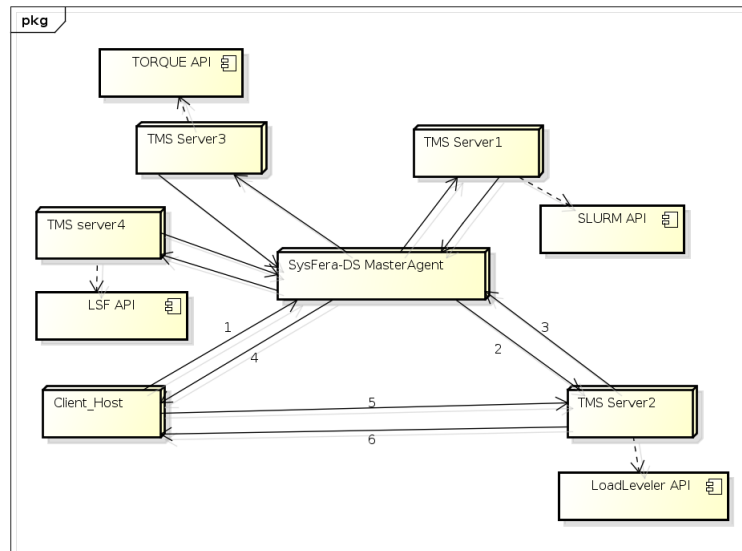 pkg
TORQUE API
TMS Server3
TMS Server1
TMS server4
SLURM API
SysFera-DS MasterAgent
LSF API
1
3
2
4
Client_Host
5
TMS Server2
6
LoadLeveler API